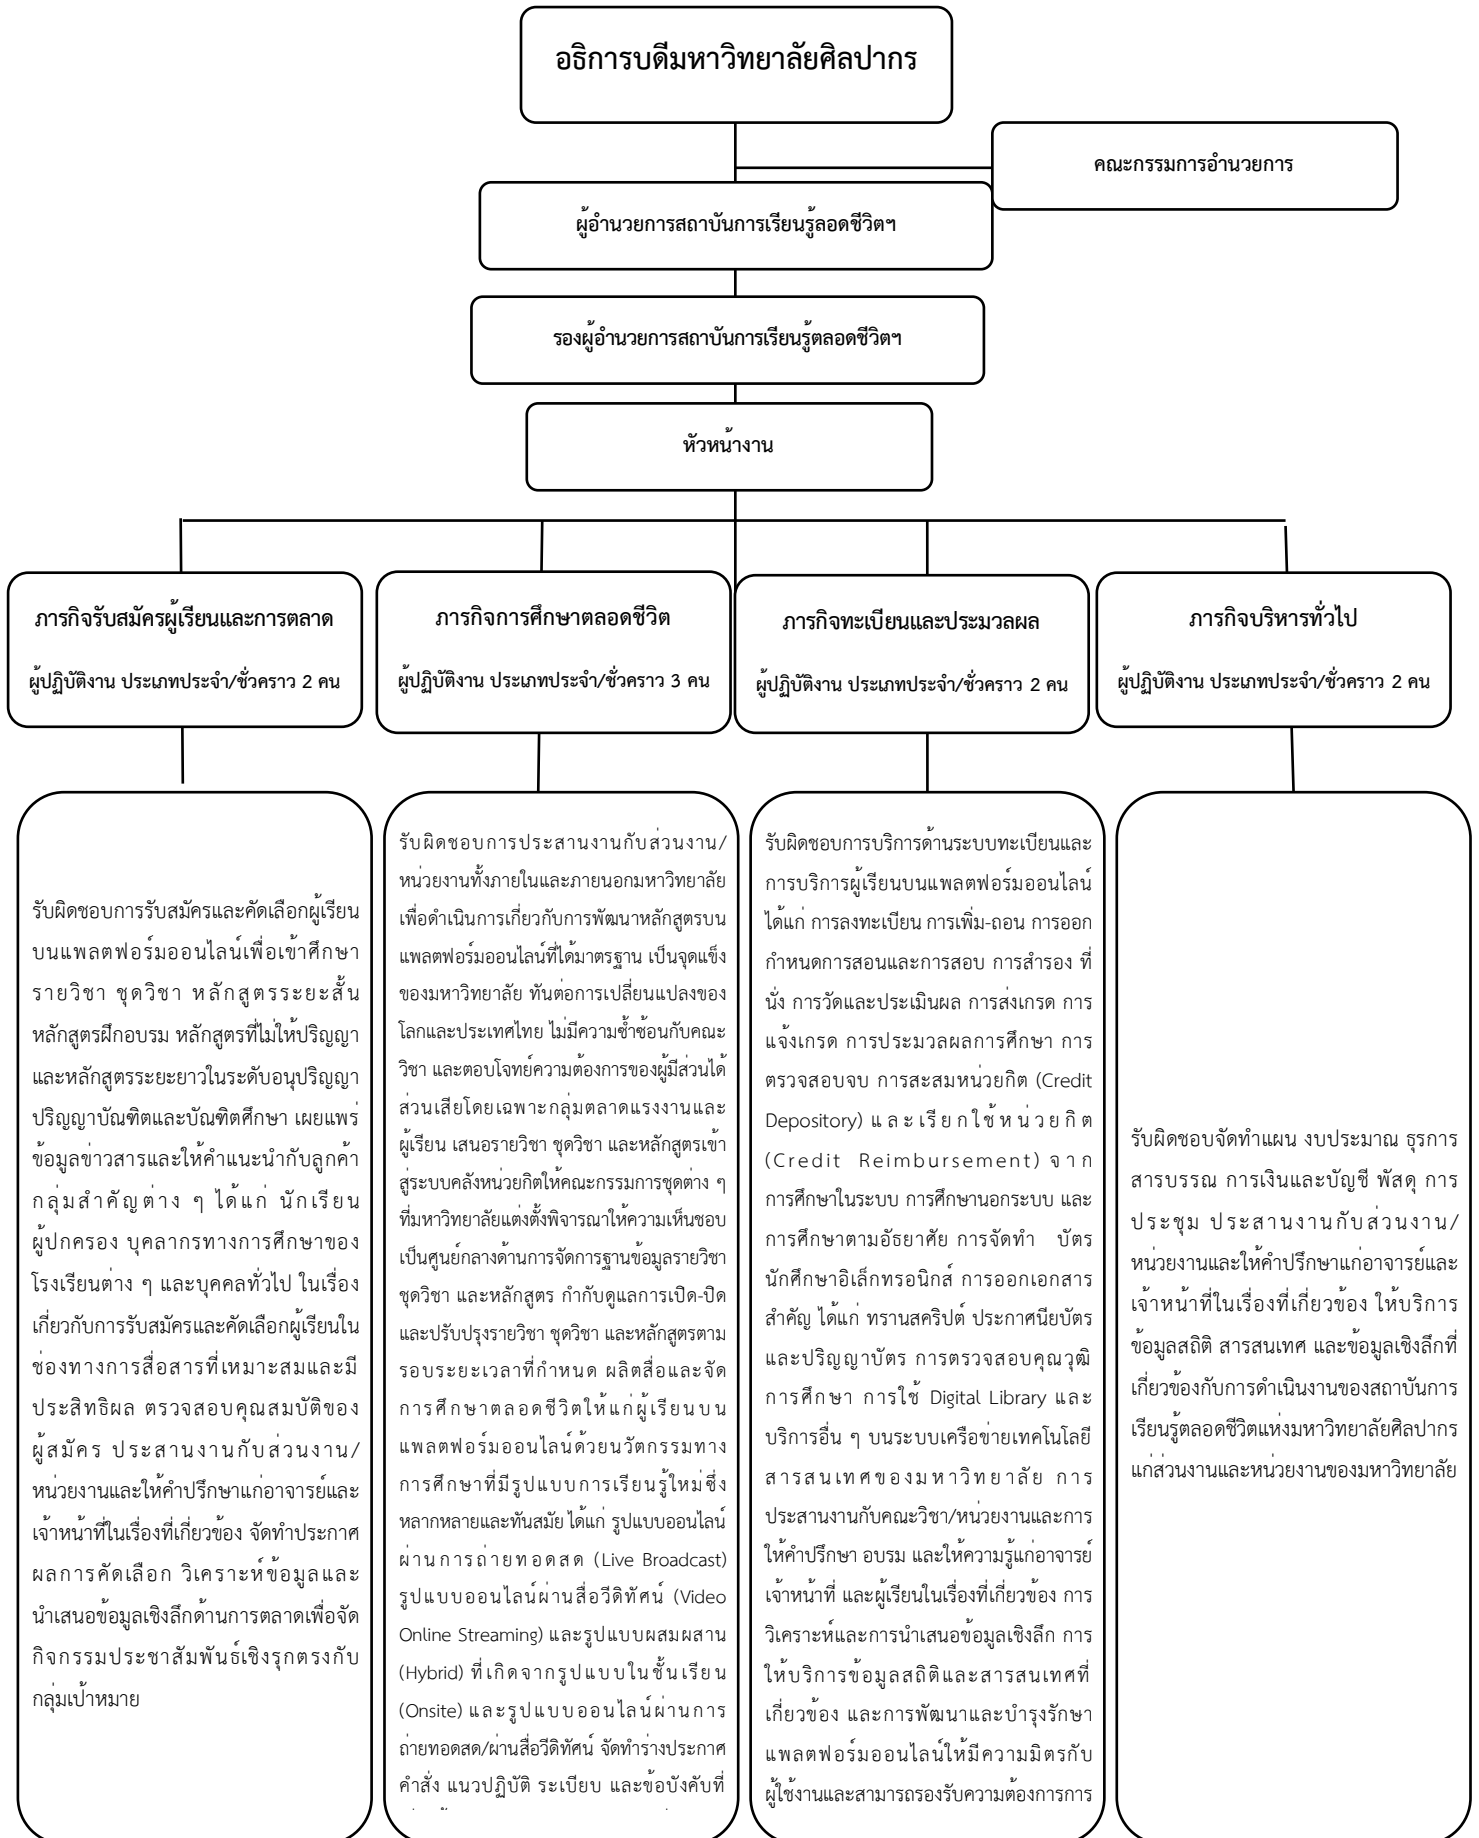 อธิการบดีมหาวิทยาลัยศิลปากร
คณะกรรมการอำนวยการ
ผู้อำนวยการสถาบันการเรียนรู้ลอดชีวิตฯ
รองผู้อำนวยการสถาบันการเรียนรู้ตลอดชีวิตฯ
หัวหน้างาน
ภารกิจรับสมัครผู้เรียนและการตลาด
ผู้ปฏิบัติงาน ประเภทประจำ/ชั่วคราว 2 คน
ภารกิจการศึกษาตลอดชีวิต
ผู้ปฏิบัติงาน ประเภทประจำ/ชั่วคราว 3 คน
ภารกิจทะเบียนและประมวลผล
ผู้ปฏิบัติงาน ประเภทประจำ/ชั่วคราว 2 คน
ภารกิจบริหารทั่วไป
ผู้ปฏิบัติงาน ประเภทประจำ/ชั่วคราว 2 คน
รับผิดชอบการรับสมัครและคัดเลือกผู้เรียน
บนแพลตฟอร์มออนไลน์เพื่อเข้าศึกษา
รายวิชา ชุดวิชา หลักสูตรระยะสั้น
หลักสูตรฝึกอบรม หลักสูตรที่ไม่ให้ปริญญา
และหลักสูตรระยะยาวในระดับอนุปริญญา
ปริญญาบัณฑิตและบัณฑิตศึกษา เผยแพร่
ข้อมูลข่าวสารและให้คำแนะนำกับลูกค้า
กลุ่มสำคัญต่าง ๆ ได้แก่ นักเรียน
ผู้ปกครอง บุคลากรทางการศึกษาของ
โรงเรียนต่าง ๆ และบุคคลทั่วไป ในเรื่อง
เกี่ยวกับการรับสมัครและคัดเลือกผู้เรียนใน
ช่องทางการสื่อสารที่เหมาะสมและมี
ประสิทธิผล ตรวจสอบคุณสมบัติของ
ผู้สมัคร ประสานงานกับส่วนงาน/
หน่วยงานและให้คำปรึกษาแก่อาจารย์และ
เจ้าหน้าที่ในเรื่องที่เกี่ยวข้อง จัดทำประกาศ
ผลการคัดเลือก วิเคราะห์ข้อมูลและ
นำเสนอข้อมูลเชิงลึกด้านการตลาดเพื่อจัด
กิจกรรมประชาสัมพันธ์เชิงรุกตรงกับ
กลุ่มเป้าหมาย
รับผิดชอบการประสานงานกับส่วนงาน/
หน่วยงานทั้งภายในและภายนอกมหาวิทยาลัย
เพื่อดำเนินการเกี่ยวกับการพัฒนาหลักสูตรบน
แพลตฟอร์มออนไลน์ที่ได้มาตรฐาน เป็นจุดแข็ง
ของมหาวิทยาลัย ทันต่อการเปลี่ยนแปลงของ
โลกและประเทศไทย ไม่มีความซ้ำซ้อนกับคณะ
วิชา และตอบโจทย์ความต้องการของผู้มีส่วนได้
ส่วนเสียโดยเฉพาะกลุ่มตลาดแรงงานและ
ผู้เรียน เสนอรายวิชา ชุดวิชา และหลักสูตรเข้า
สู่ระบบคลังหน่วยกิตให้คณะกรรมการชุดต่าง ๆ
ที่มหาวิทยาลัยแต่งตั้งพิจารณาให้ความเห็นชอบ
เป็นศูนย์กลางด้านการจัดการฐานข้อมูลรายวิชา
ชุดวิชา และหลักสูตร กำกับดูแลการเปิด-ปิด
และปรับปรุงรายวิชา ชุดวิชา และหลักสูตรตาม
รอบระยะเวลาที่กำหนด ผลิตสื่อและจัด
การศึกษาตลอดชีวิตให้แก่ผู้เรียนบน
แพลตฟอร์มออนไลน์ด้วยนวัตกรรมทาง
การศึกษาที่มีรูปแบบการเรียนรู้ใหม่ซึ่ง
หลากหลายและทันสมัย ได้แก่ รูปแบบออนไลน์
ผ่านการถ่ายทอดสด (Live Broadcast)
รูปแบบออนไลน์ผ่านสื่อวีดิทัศน์ (Video
Online Streaming) และรูปแบบผสมผสาน
(Hybrid) ที่เกิดจากรูปแบบในชั้นเรียน
(Onsite) และรูปแบบออนไลน์ผ่านการ
ถ่ายทอดสด/ผ่านสื่อวีดิทัศน์ จัดทำร่างประกาศ
คำสั่ง แนวปฏิบัติ ระเบียบ และข้อบังคับที่
รับผิดชอบการบริการด้านระบบทะเบียนและ
การบริการผู้เรียนบนแพลตฟอร์มออนไลน์
ได้แก่ การลงทะเบียน การเพิ่ม-ถอน การออก
กำหนดการสอนและการสอบ การสำรอง ที่
นั่ง การวัดและประเมินผล การส่งเกรด การ
แจ้งเกรด การประมวลผลการศึกษา การ
ตรวจสอบจบ การสะสมหน่วยกิต (Credit
Depository) และเรียกใช้หน่วยกิต
(Credit Reimbursement) จาก
การศึกษาในระบบ การศึกษานอกระบบ และ
การศึกษาตามอัธยาศัย การจัดทำ บัตร
นักศึกษาอิเล็กทรอนิกส์ การออกเอกสาร
สำคัญ ได้แก่ ทรานสคริปต์ ประกาศนียบัตร
และปริญญาบัตร การตรวจสอบคุณวุฒิ
การศึกษา การใช้ Digital Library และ
บริการอื่น ๆ บนระบบเครือข่ายเทคโนโลยี
สารสนเทศของมหาวิทยาลัย การ
ประสานงานกับคณะวิชา/หน่วยงานและการ
ให้คำปรึกษา อบรม และให้ความรู้แก่อาจารย์
เจ้าหน้าที่ และผู้เรียนในเรื่องที่เกี่ยวข้อง การ
วิเคราะห์และการนำเสนอข้อมูลเชิงลึก การ
ให้บริการข้อมูลสถิติและสารสนเทศที่
เกี่ยวข้อง และการพัฒนาและบำรุงรักษา
แพลตฟอร์มออนไลน์ให้มีความมิตรกับ
ผู้ใช้งานและสามารถรองรับความต้องการการ
รับผิดชอบจัดทำแผน งบประมาณ ธุรการ
สารบรรณ การเงินและบัญชี พัสดุ การ
ประชุม ประสานงานกับส่วนงาน/
หน่วยงานและให้คำปรึกษาแก่อาจารย์และ
เจ้าหน้าที่ในเรื่องที่เกี่ยวข้อง ให้บริการ
ข้อมูลสถิติ สารสนเทศ และข้อมูลเชิงลึกที่
เกี่ยวข้องกับการดำเนินงานของสถาบันการ
เรียนรู้ตลอดชีวิตแห่งมหาวิทยาลัยศิลปากร
แก่ส่วนงานและหน่วยงานของมหาวิทยาลัย